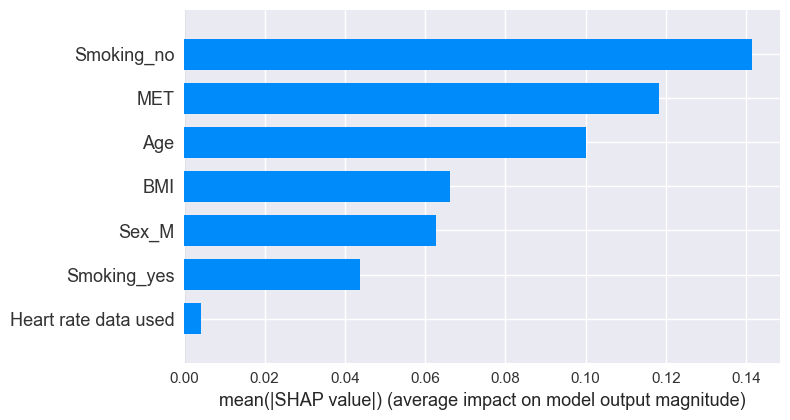 Smoking_no
MET
Age
BMI
Sex_M
Smoking_yes
Heart rate data used
0.00 0.02 0.04 0.06 0.08 0.10 0.12 0.14
mean(|SHAP value|) (average impact on model output magnitude)